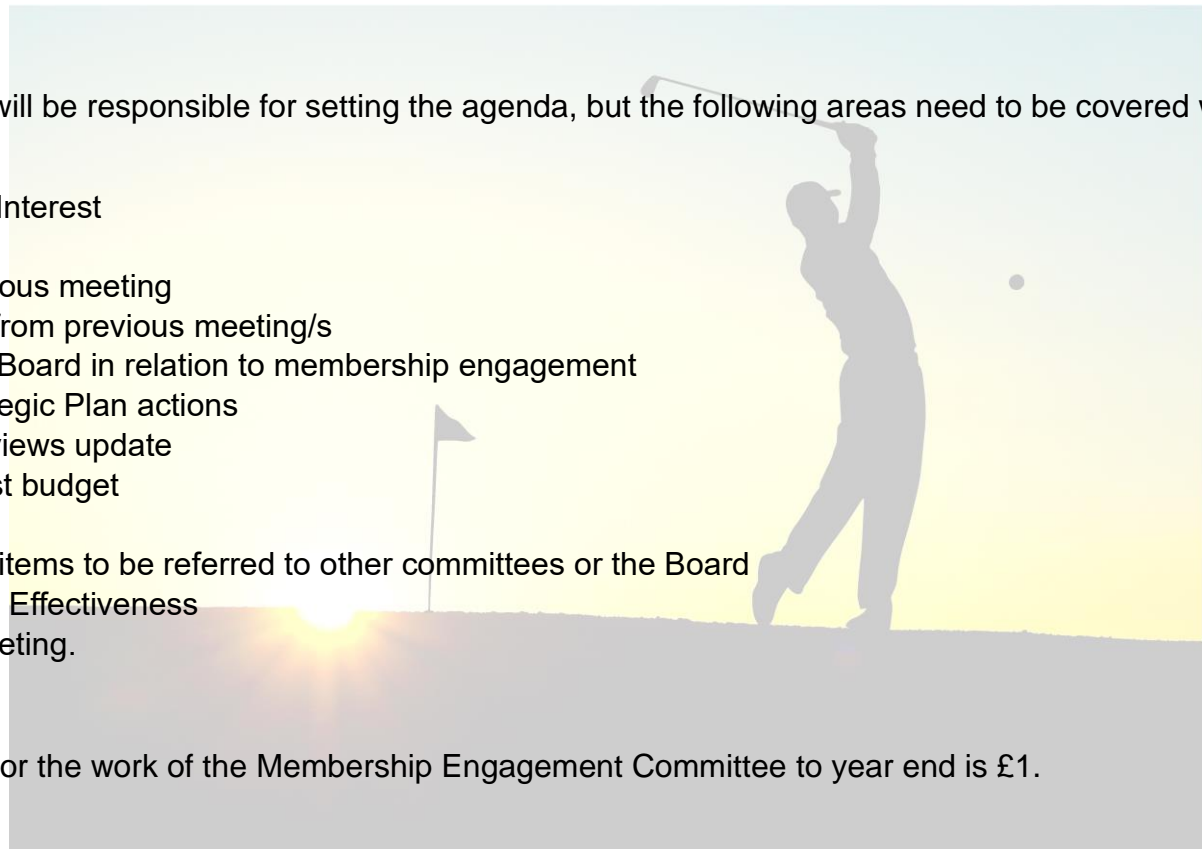 will be responsible for setting the agenda, but the following areas need to be covered
Interest
ous meeting
from previous meeting/s
Board in relation to membership engagement
egic Plan actions
views update
st budget
items to be referred to other committees or the Board
Effectiveness
eting.
or the work of the Membership Engagement Committee to year end is £1.